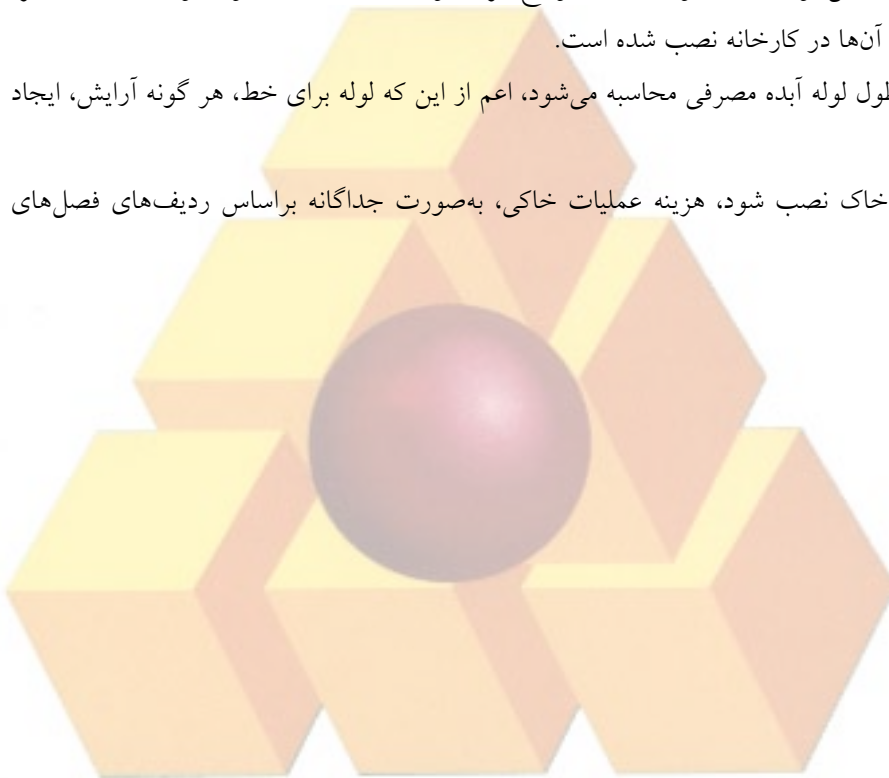 آن‌ها در کارخانه نصب شده است.
طول لوله آبده مصرفی محاسبه می‌شود، اعم از این که لوله برای خط، هر گونه آرایش، ایجاد
خاک نصب شود، هزینه عملیات خاکی، به‌صورت جداگانه براساس ردیف‌های فصل‌های